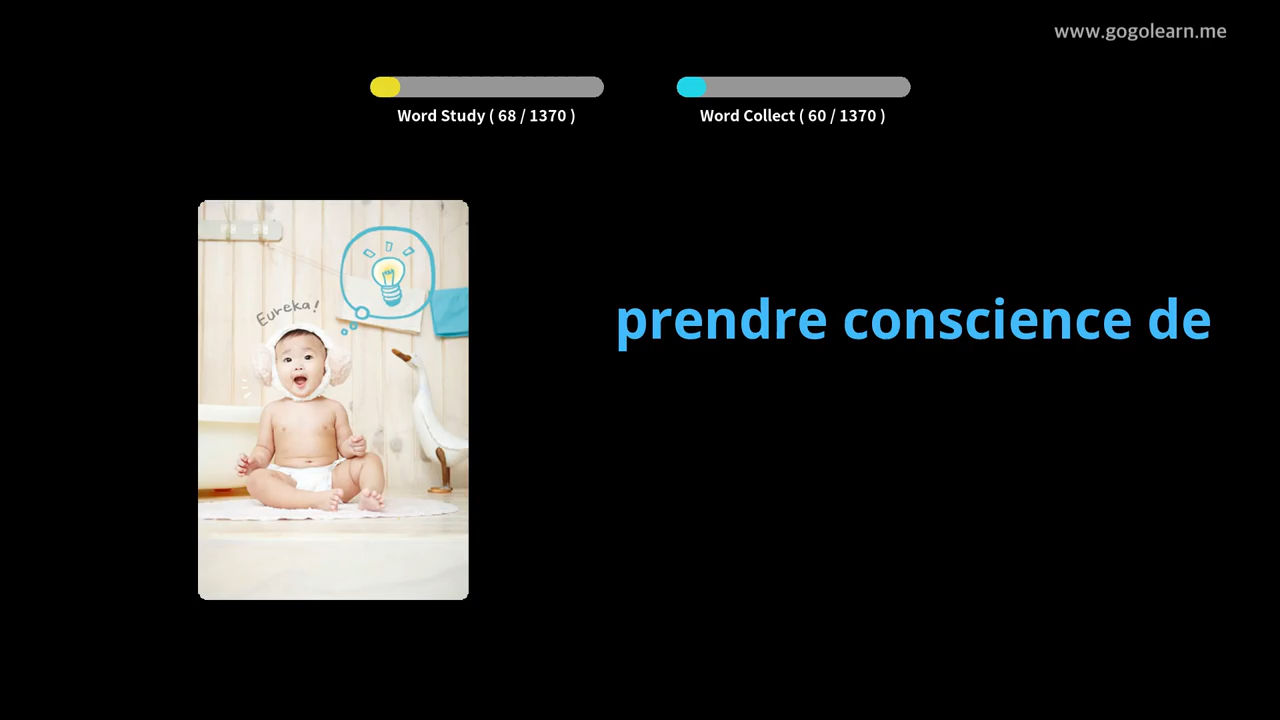 www.gogolearn.me
Word Study ( 68 / 1370 )
Word Collect ( 60 / 1370 )
Eureka!
prendre conscience de